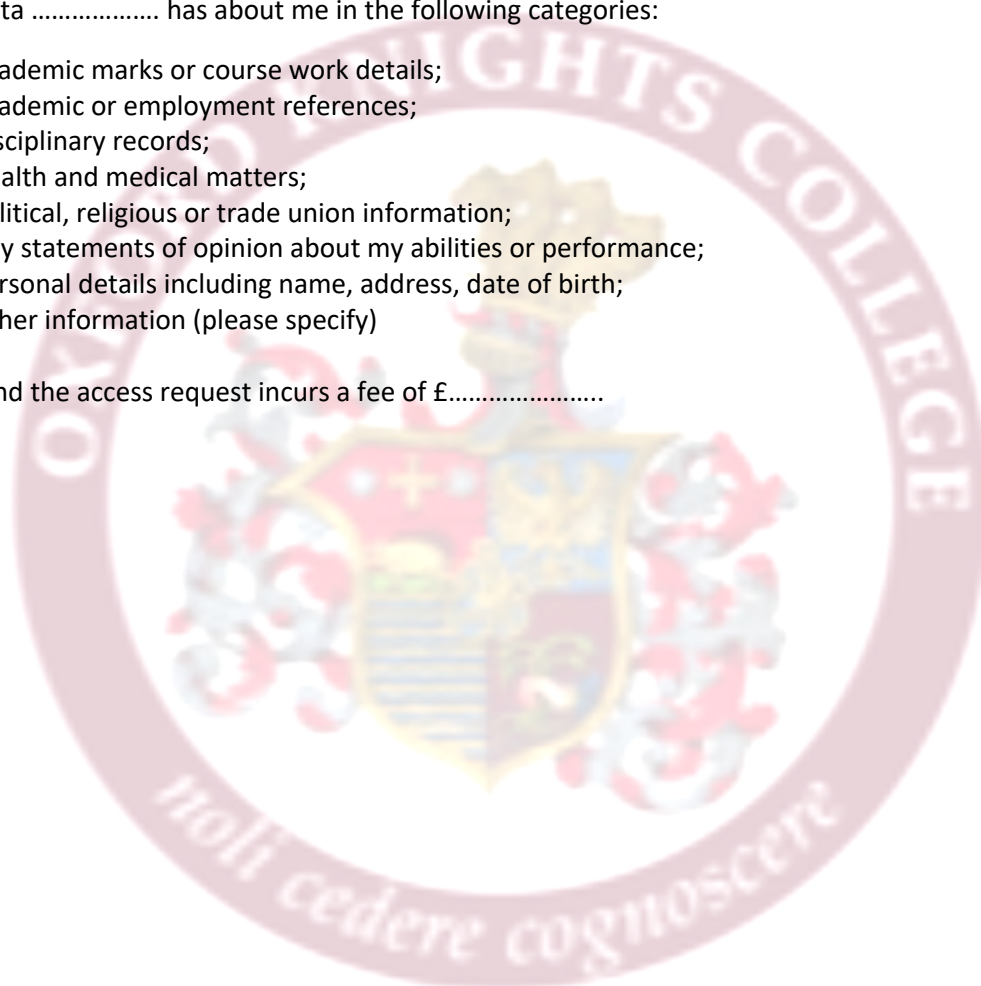 ta ………………. has about me in the following categories:
ademic marks or course work details;
ademic or employment references;
sciplinary records;
alth and medical matters;
litical, religious or trade union information;
y statements of opinion about my abilities or performance;
rsonal details including name, address, date of birth;
her information (please specify)
nd the access request incurs a fee of £…………………..
OXFORD KNIGHTS COLLEGE
noli cedere cognoscere